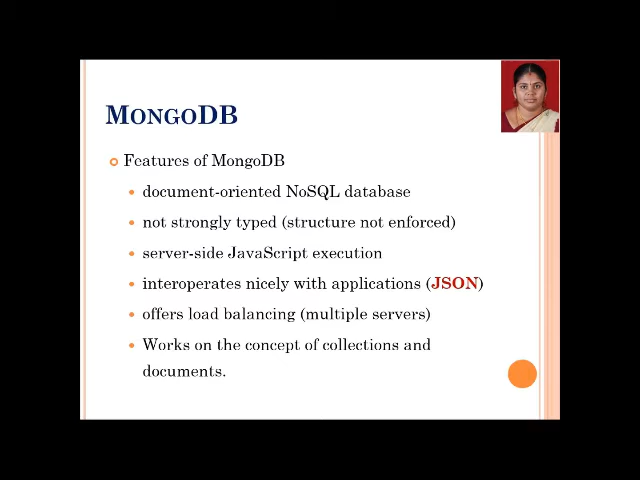 MONGODB
Features of MongoDB
document-oriented NoSQL database
not strongly typed (structure not enforced)
server-side JavaScript execution
interoperates nicely with applications (JSON)
offers load balancing (multiple servers)
Works on the concept of collections and
documents.